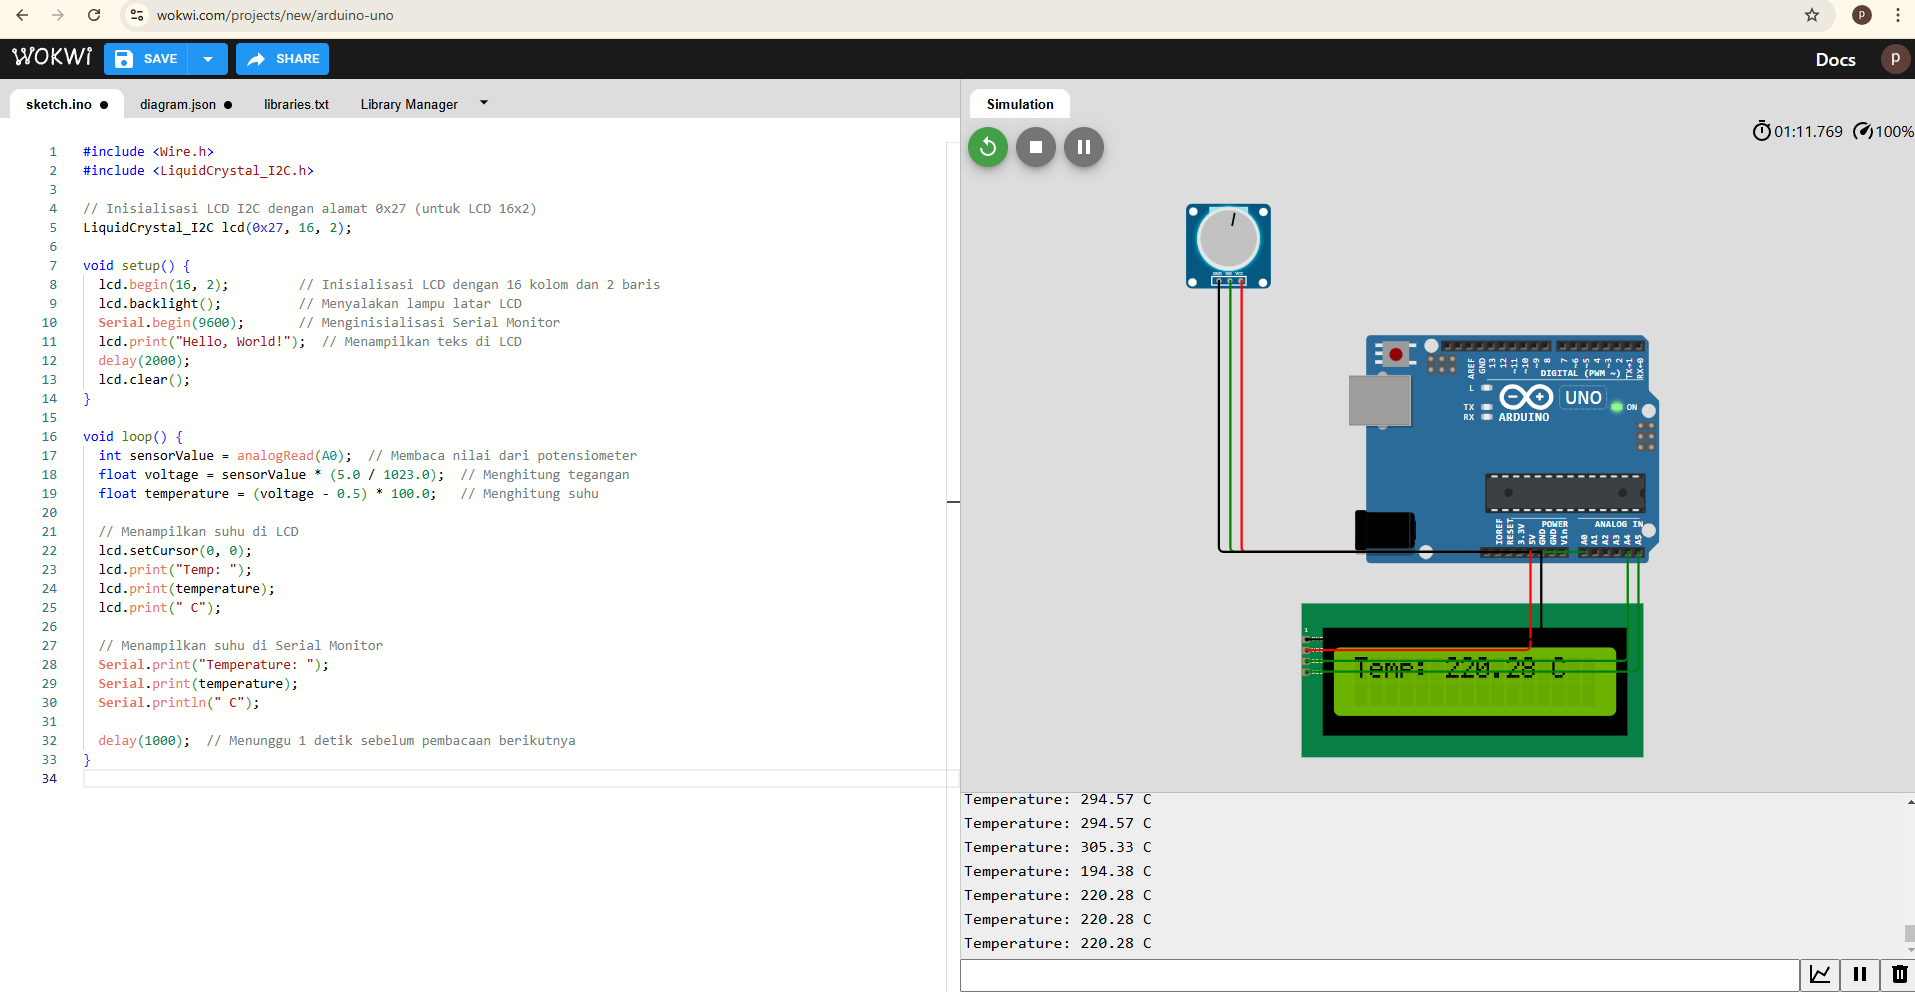 wokwi.com/projects/new/arduino-uno
p
WOKWI
SAVE
SHARE
Docs
p
sketch.ino
diagram.json
libraries.txt
Library Manager
1 #include <Wire.h>
2 #include <LiquidCrystal_I2C.h>
3
4 // Inisialisasi LCD I2C dengan alamat 0x27 (untuk LCD 16x2)
5 LiquidCrystal_I2C lcd(0x27, 16, 2);
6
7 void setup() {
8 lcd.begin(16, 2); // Inisialisasi LCD dengan 16 kolom dan 2 baris
9 lcd.backlight(); // Menyalakan lampu latar LCD
10 Serial.begin(9600); // Menginisialisasi Serial Monitor
11 lcd.print("Hello, World!"); // Menampilkan teks di LCD
12 delay(2000);
13 lcd.clear();
14 }
15
16 void loop() {
17 int sensorValue = analogRead(A0); // Membaca nilai dari potensiometer
18 float voltage = sensorValue * (5.0 / 1023.0); // Menghitung tegangan
19 float temperature = (voltage - 0.5) * 100.0; // Menghitung suhu
20
21 // Menampilkan suhu di LCD
22 lcd.setCursor(0, 0);
23 lcd.print("Temp: ");
24 lcd.print(temperature);
25 lcd.print(" C");
26
27 // Menampilkan suhu di Serial Monitor
28 Serial.print("Temperature: ");
29 Serial.print(temperature);
30 Serial.println(" C");
31
32 delay(1000); // Menunggu 1 detik sebelum pembacaan berikutnya
33 }
34
Simulation
01:11.769
100%
GND SIG VCC
AREF
GND
13
12
~11
~10
~9
8
7
~6
~5
4
~3
2
TX→1
RX←0
DIGITAL (PWM ~)
L
TX
RX
UNO
ON
ARDUINO
IOREF
RESET
3.3V
5V
GND
GND
Vin
POWER
ANALOG IN
A0
A1
A2
A3
A4
A5
1
Temp: 220.28 C
Temperature: 294.57 C
Temperature: 294.57 C
Temperature: 305.33 C
Temperature: 194.38 C
Temperature: 220.28 C
Temperature: 220.28 C
Temperature: 220.28 C